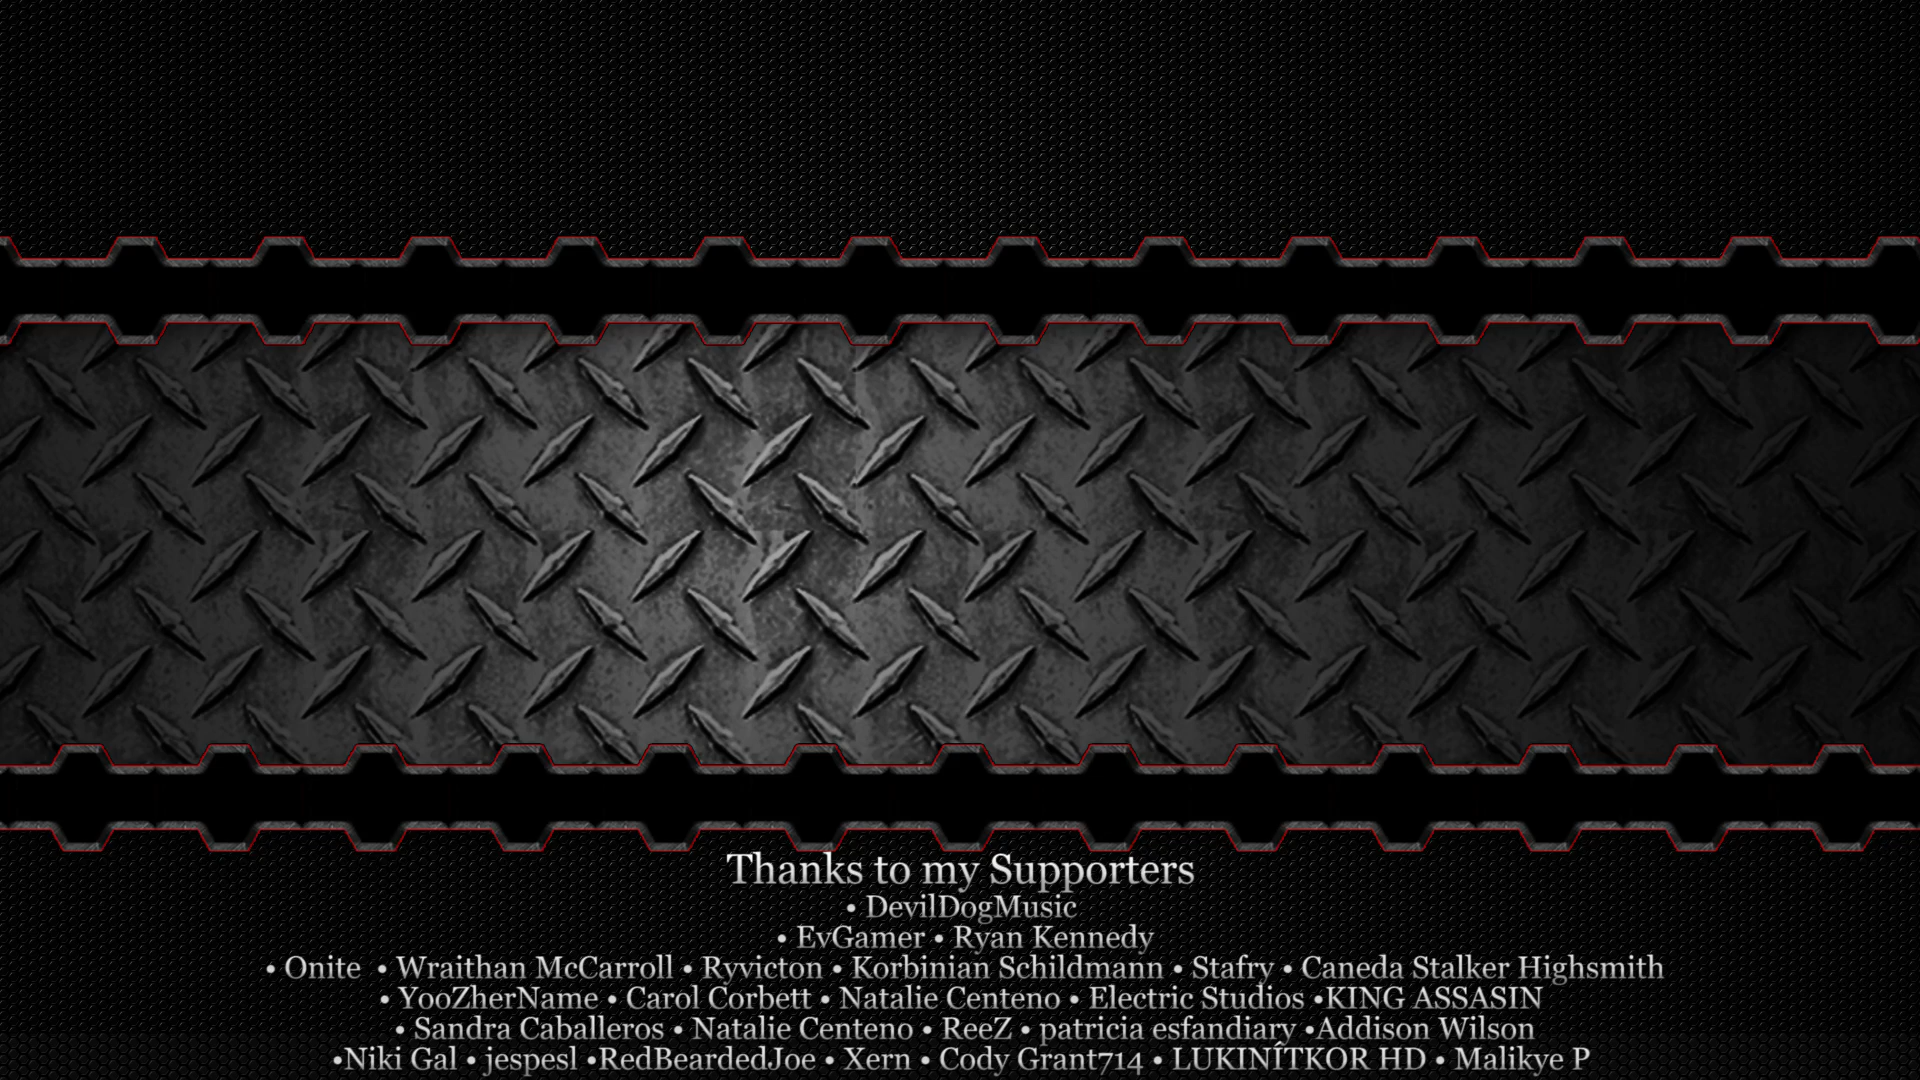 Thanks to my Supporters
• DevilDogMusic
• EvGamer • Ryan Kennedy
• Onite • Wraithan McCarroll • Ryvicton • Korbinian Schildmann • Stafry • Caneda Stalker Highsmith
• YooZherName • Carol Corbett • Natalie Centeno • Electric Studios •KING ASSASIN
• Sandra Caballeros • Natalie Centeno • ReeZ • patricia esfandiary •Addison Wilson
•Niki Gal • jespesl •RedBeardedJoe • Xern • Cody Grant714 • LUKINÍTKOR HD • Malikye P